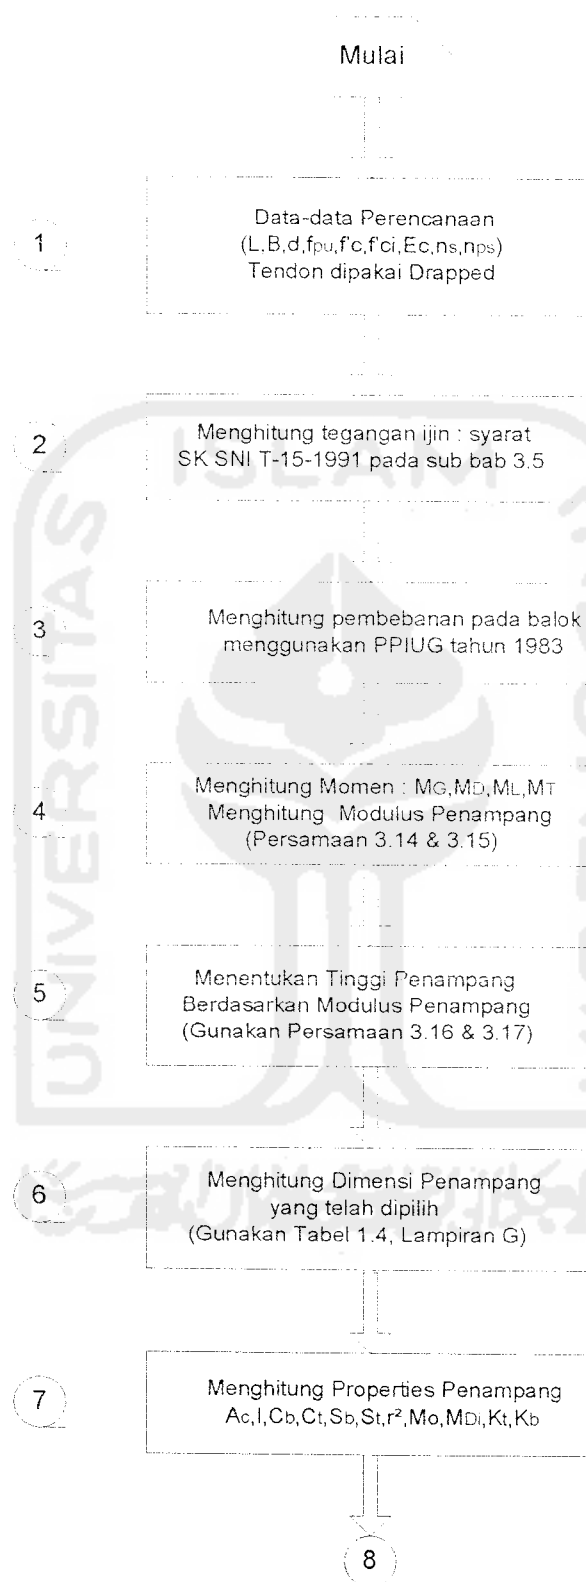 Mulai
1
Data-data Perencanaan
(L,B,d,fpu,f'c,f'ci,Ec,ns,nps)
Tendon dipakai Drapped
2
Menghitung tegangan ijin : syarat
SK SNI T-15-1991 pada sub bab 3.5
3
Menghitung pembebanan pada balok
menggunakan PPIUG tahun 1983
4
Menghitung Momen : MG,MD,ML,MT
Menghitung Modulus Penampang
(Persamaan 3.14 & 3.15)
5
Menentukan Tinggi Penampang
Berdasarkan Modulus Penampang
(Gunakan Persamaan 3.16 & 3.17)
6
Menghitung Dimensi Penampang
yang telah dipilih
(Gunakan Tabel 1.4, Lampiran G)
7
Menghitung Properties Penampang
Ac,I,Cb,Ct,Sb,St,r²,Mo,MDi,Kt,Kb
8
ISLAM
UNIVERSITAS